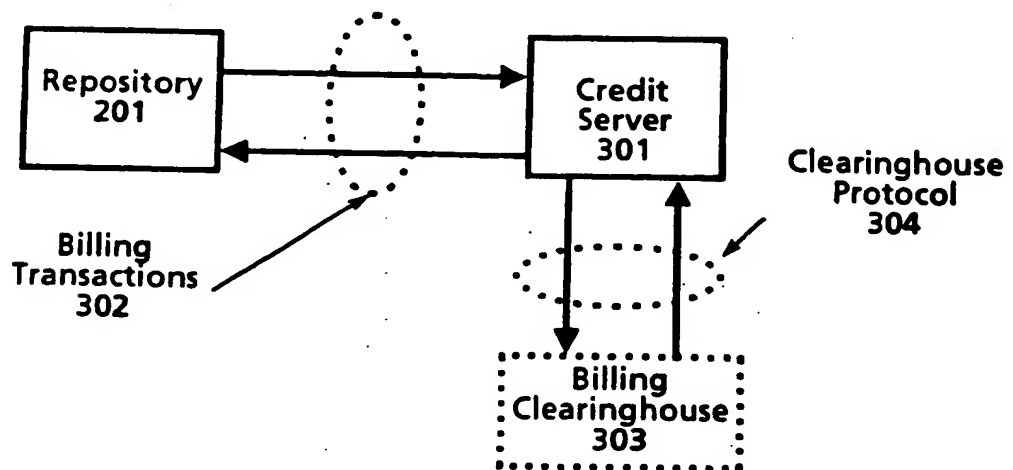 Repository
201
Credit
Server
301
Clearinghouse
Protocol
304
Billing
Transactions
302
Billing
Clearinghouse
303